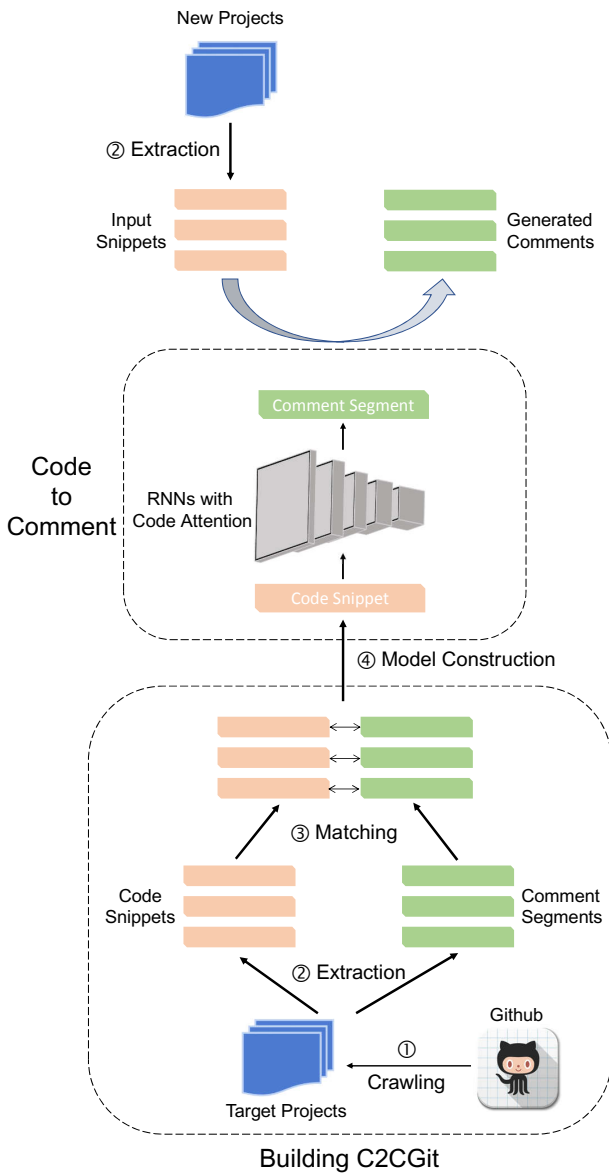 New Projects
② Extraction
Input
Snippets
Generated
Comments
Comment Segment
Code
to
Comment
RNNs with
Code Attention
Code Snippet
④ Model Construction
③ Matching
Code
Snippets
Comment
Segments
② Extraction
Github
①
Crawling
Target Projects
Building C2CGit